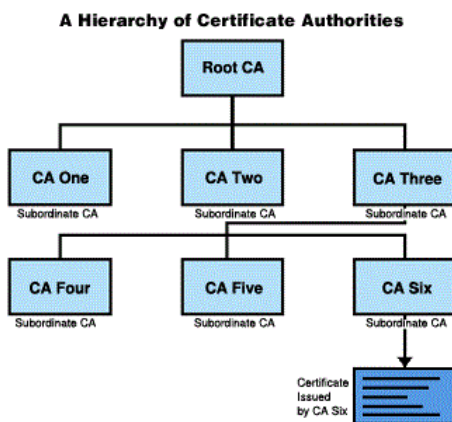 A Hierarchy of Certificate Authorities
Root CA
CA One
CA Two
CA Three
Subordinate CA
Subordinate CA
Subordinate CA
CA Four
CA Five
CA Six
Subordinate CA
Subordinate CA
Subordinate CA
Certificate
Issued
by CA Six